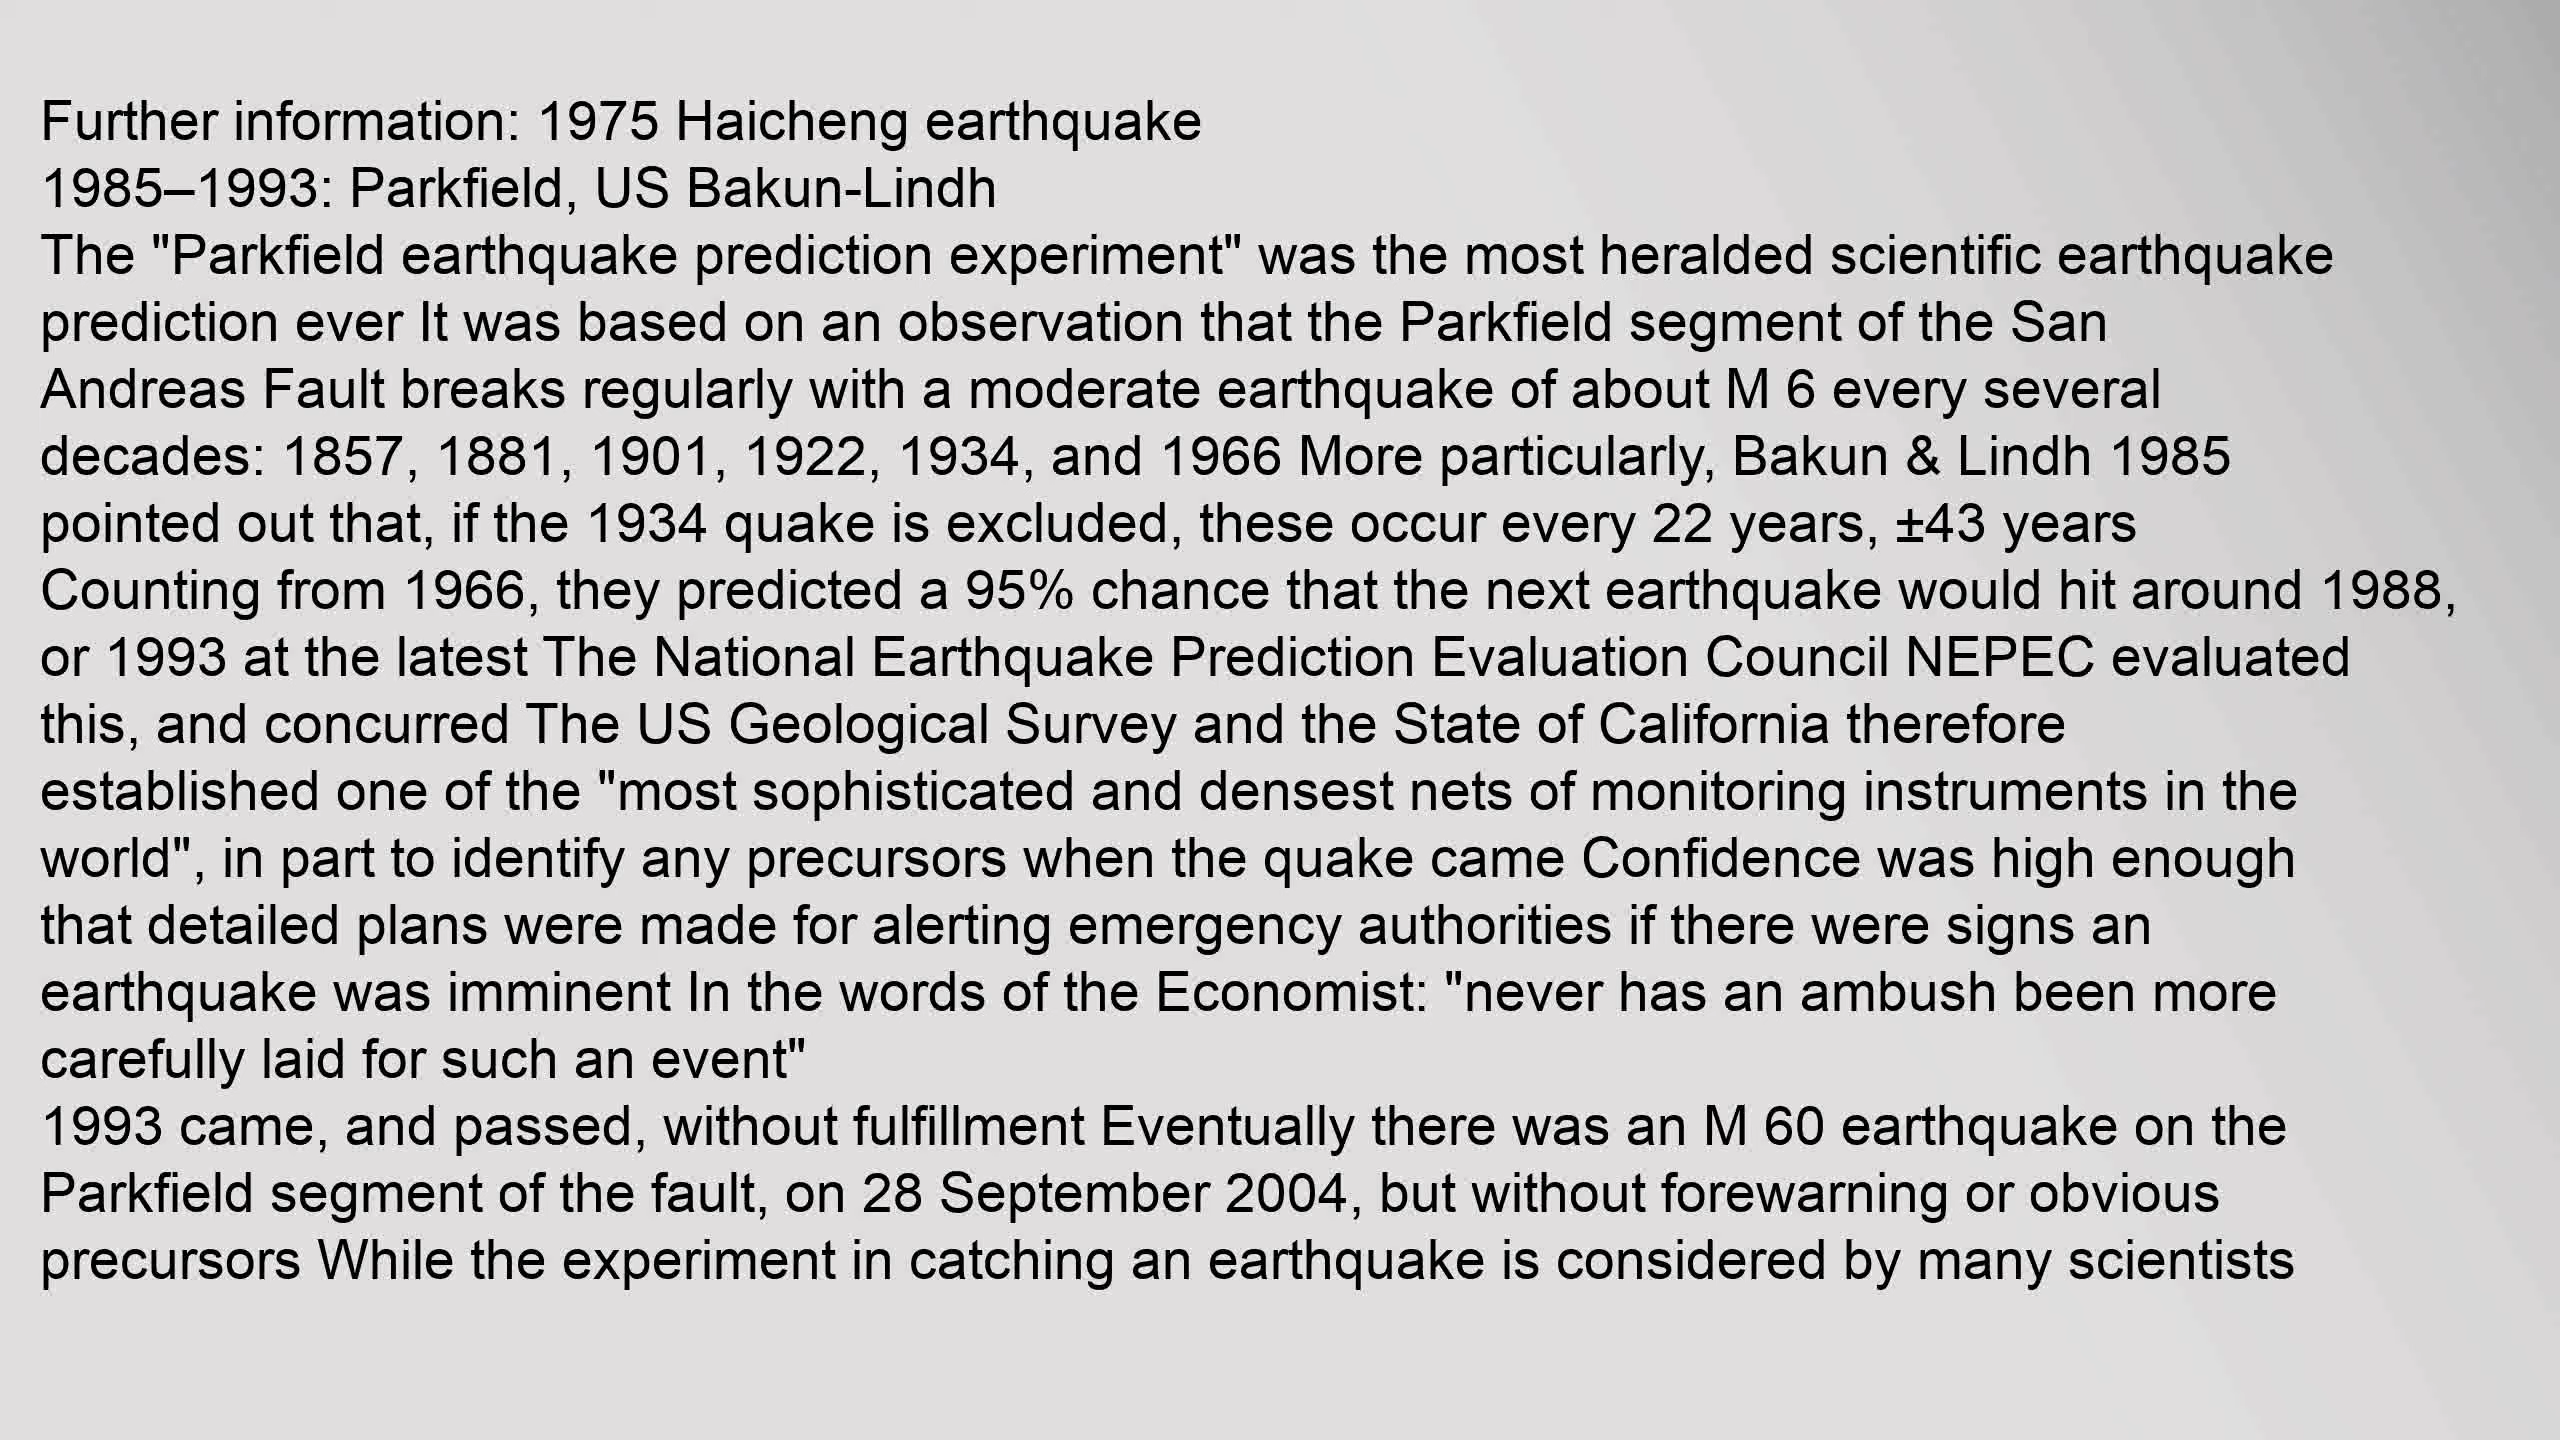 Further information: 1975 Haicheng earthquake
1985–1993: Parkfield, US Bakun-Lindh
The "Parkfield earthquake prediction experiment" was the most heralded scientific earthquake
prediction ever It was based on an observation that the Parkfield segment of the San
Andreas Fault breaks regularly with a moderate earthquake of about M 6 every several
decades: 1857, 1881, 1901, 1922, 1934, and 1966 More particularly, Bakun & Lindh 1985
pointed out that, if the 1934 quake is excluded, these occur every 22 years, ±43 years
Counting from 1966, they predicted a 95% chance that the next earthquake would hit around 1988,
or 1993 at the latest The National Earthquake Prediction Evaluation Council NEPEC evaluated
this, and concurred The US Geological Survey and the State of California therefore
established one of the "most sophisticated and densest nets of monitoring instruments in the
world", in part to identify any precursors when the quake came Confidence was high enough
that detailed plans were made for alerting emergency authorities if there were signs an
earthquake was imminent In the words of the Economist: "never has an ambush been more
carefully laid for such an event"
1993 came, and passed, without fulfillment Eventually there was an M 60 earthquake on the
Parkfield segment of the fault, on 28 September 2004, but without forewarning or obvious
precursors While the experiment in catching an earthquake is considered by many scientists